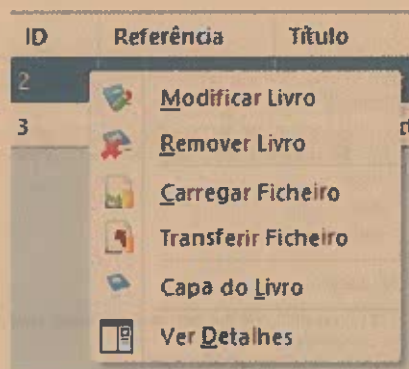 ID Referência Título
2
Modificar Livro
3
Remover Livro
Carregar Ficheiro
Transferir Ficheiro
Capa do Livro
Ver Detalhes